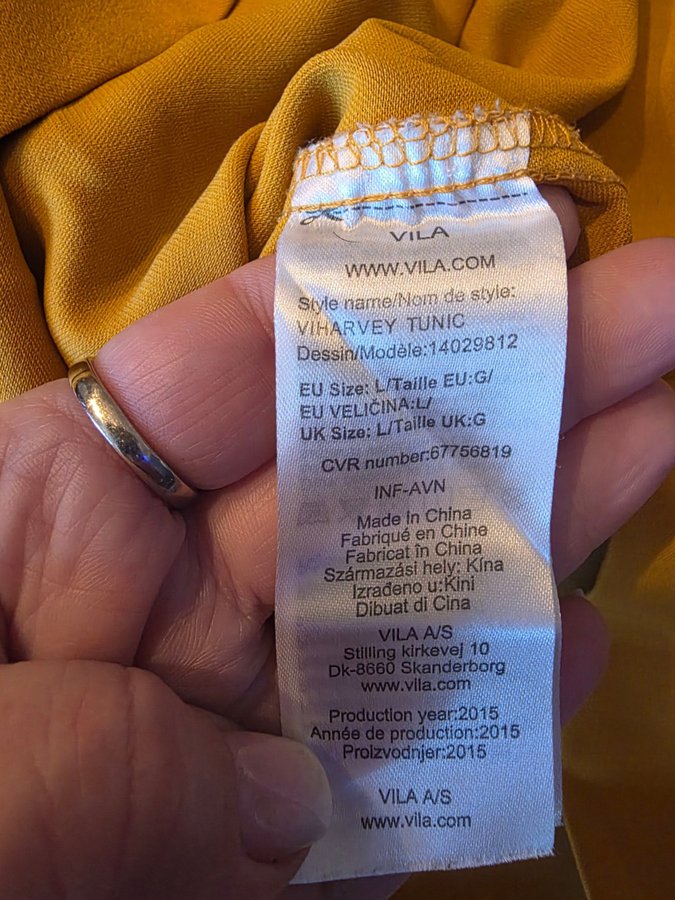 VILA
WWW.VILA.COM
Style name/Nom de style:
VIHARVEY TUNIC
Dessin/Modèle:14029812
EU Size: L/Taille EU:G/
EU VELIČINA:L/
UK Size: L/Taille UK:G
CVR number:67756819
INF-AVN
Made in China
Fabriqué en Chine
Fabricat în China
Származási hely: Kína
Izrađeno u:Kini
Dibuat di Cina
VILA A/S
Stilling kirkevej 10
Dk-8660 Skanderborg
www.vila.com
Production year:2015
Année de production:2015
Proizvodnjer:2015
VILA A/S
www.vila.com